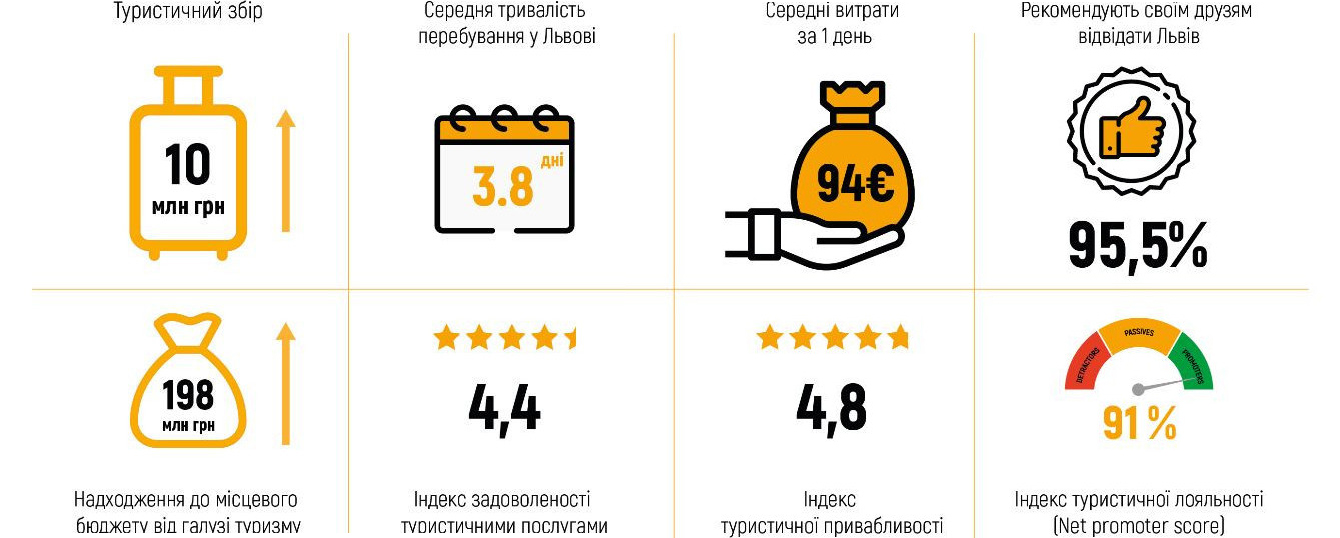 Туристичний збір
10
млн грн
Середня тривалість
перебування у Львові
3.8 дні
Середні витрати
за 1 день
94€
Рекомендують своїм друзям
відвідати Львів
95,5%
198
млн грн
Надходження до місцевого
бюджету від галузі туризму
4,4
Індекс задоволеності
туристичними послугами
4,8
Індекс
туристичної привабливості
DETRACTORS
PASSIVES
PROMOTERS
91 %
Індекс туристичної лояльності
(Net promoter score)